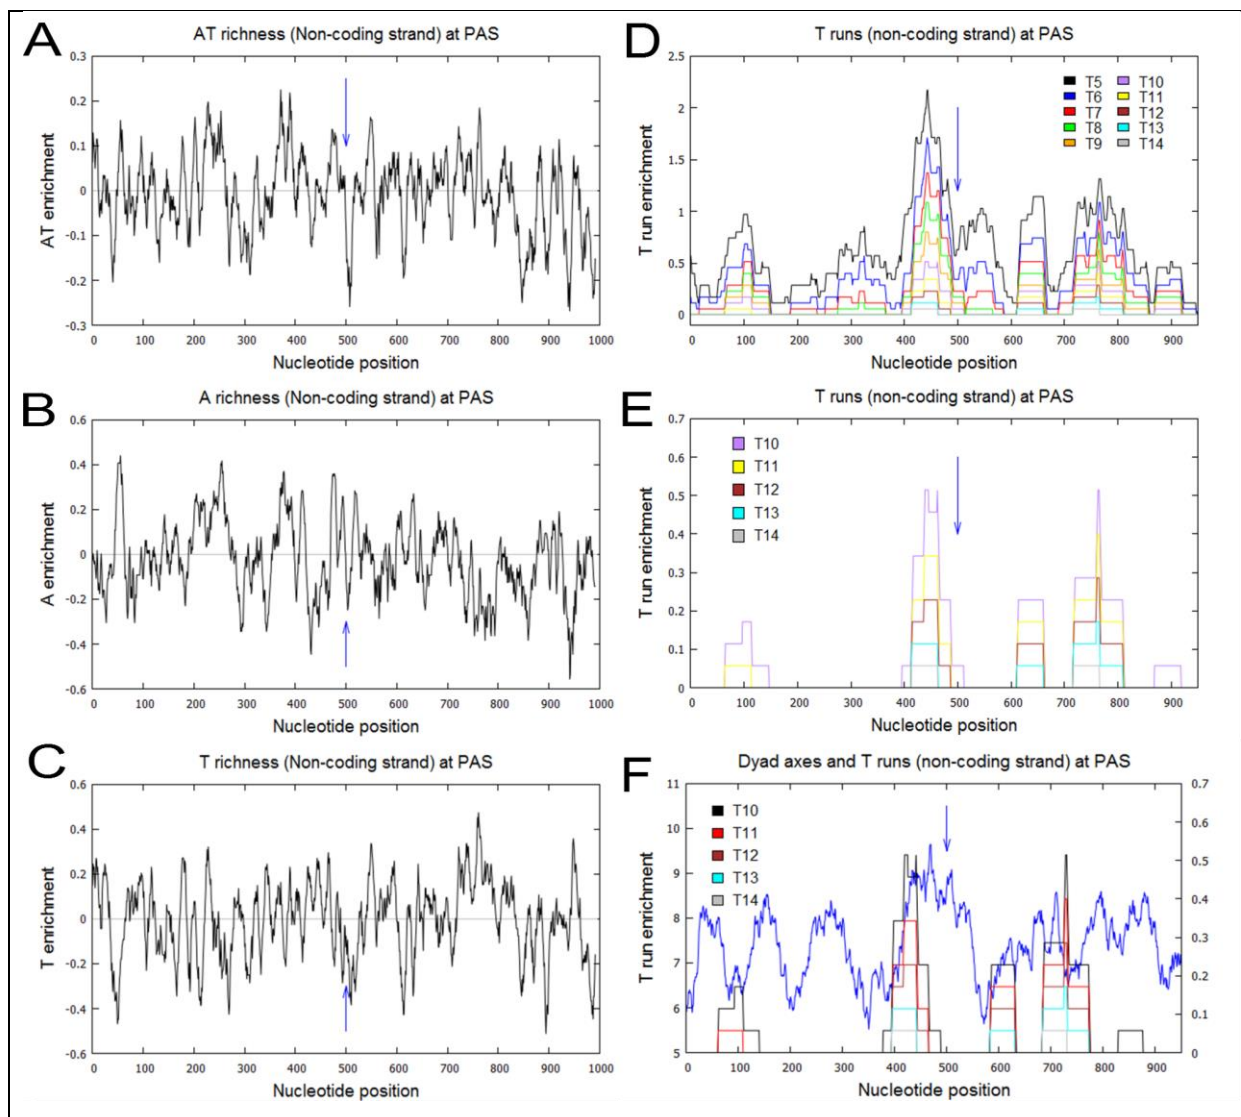 A
AT richness (Non-coding strand) at PAS
AT enrichment
0.3
0.2
0.1
0
-0.1
-0.2
-0.3
0 100 200 300 400 500 600 700 800 900 1000
Nucleotide position
B
A richness (Non-coding strand) at PAS
A enrichment
0.6
0.4
0.2
0
-0.2
-0.4
-0.6
0 100 200 300 400 500 600 700 800 900 1000
Nucleotide position
C
T richness (Non-coding strand) at PAS
T enrichment
0.6
0.4
0.2
0
-0.2
-0.4
-0.6
0 100 200 300 400 500 600 700 800 900 1000
Nucleotide position
D
T runs (non-coding strand) at PAS
T run enrichment
2.5
2
1.5
1
0.5
0
T5 T10
T6 T11
T7 T12
T8 T13
T9 T14
0 100 200 300 400 500 600 700 800 900
Nucleotide position
E
T runs (non-coding strand) at PAS
T run enrichment
0.7
0.6
0.5
0.4
0.3
0.2
0.1
0
T10
T11
T12
T13
T14
0 100 200 300 400 500 600 700 800 900
Nucleotide position
F
Dyad axes and T runs (non-coding strand) at PAS
T run enrichment
11
10
9
8
7
6
5
T10
T11
T12
T13
T14
0.7
0.6
0.5
0.4
0.3
0.2
0.1
0
0 100 200 300 400 500 600 700 800 900
Nucleotide position